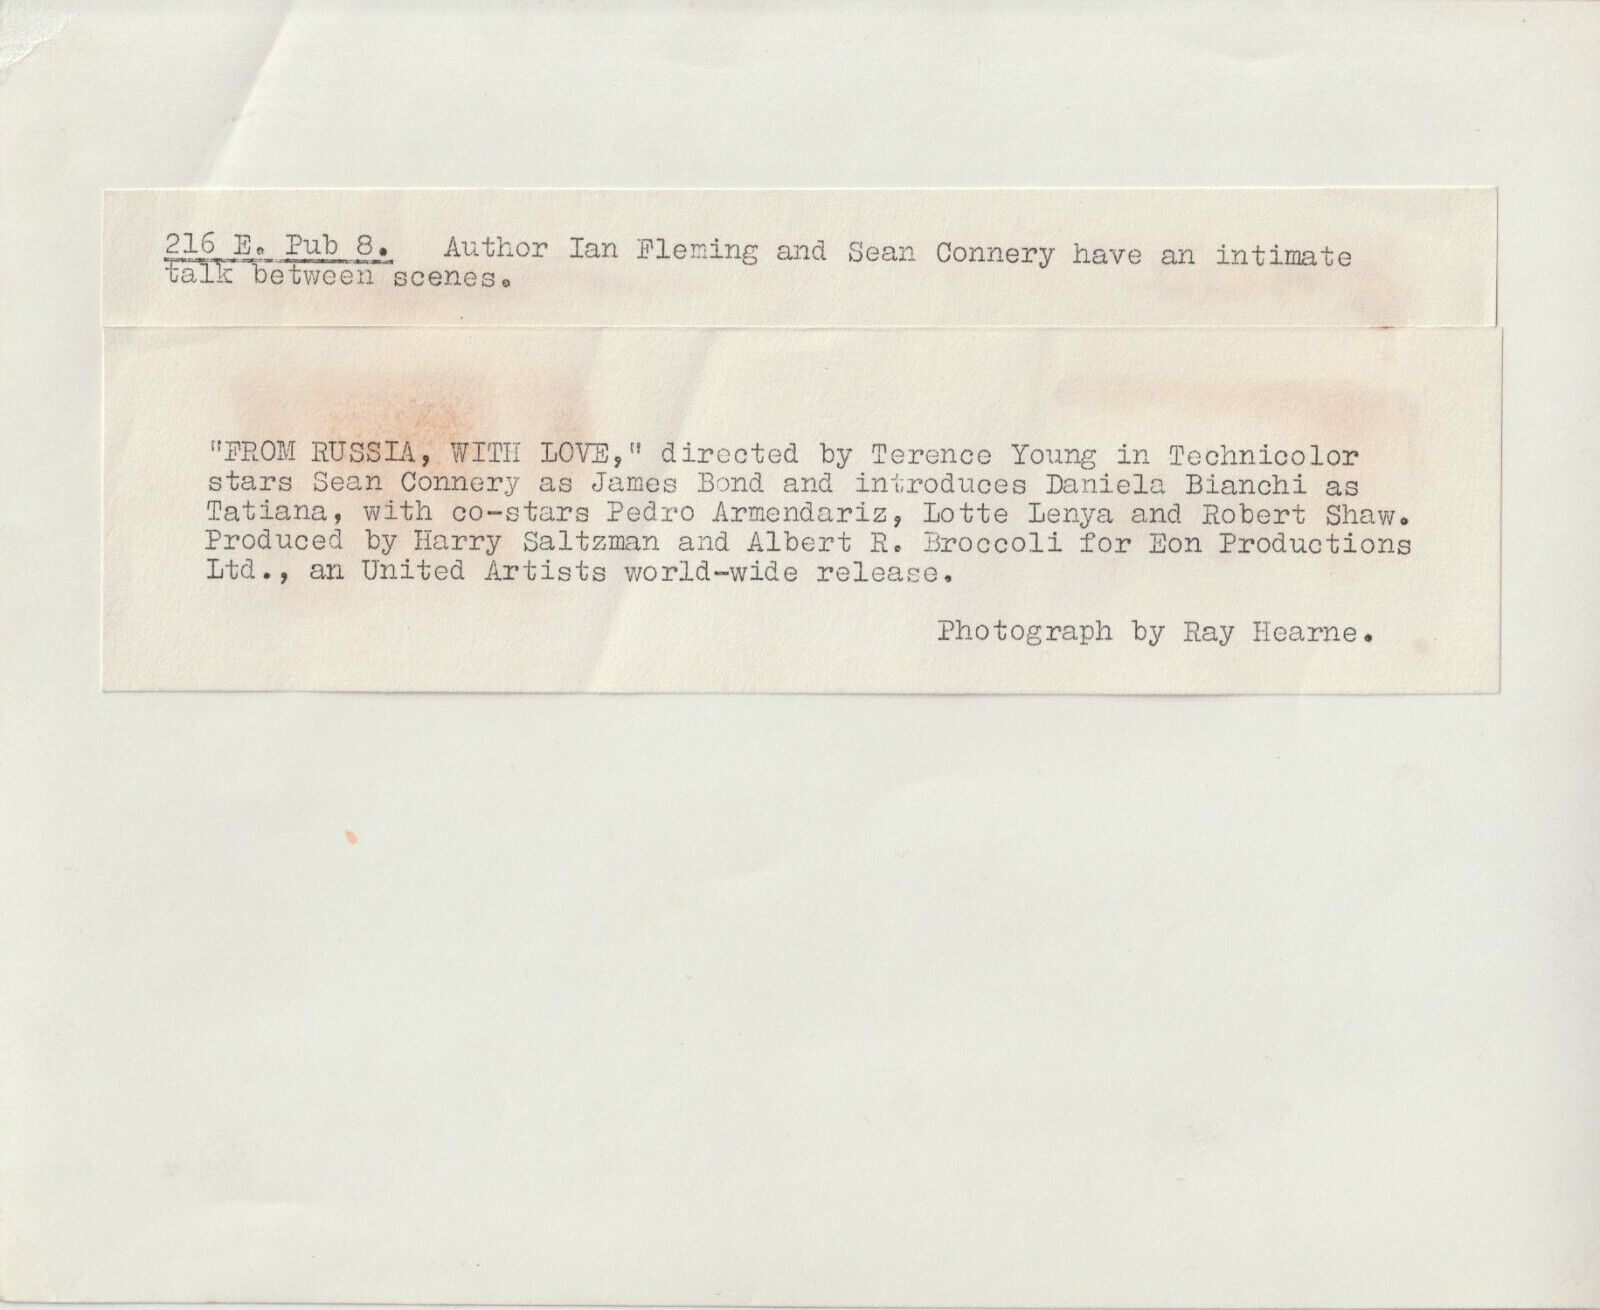 216 E. Pub 8. Author Ian Fleming and Sean Connery have an intimate
talk between scenes.
"FROM RUSSIA, WITH LOVE," directed by Terence Young in Technicolor
stars Sean Connery as James Bond and introduces Daniela Bianchi as
Tatiana, with co-stars Pedro Armendariz, Lotte Lenya and Robert Shaw.
Produced by Harry Saltzman and Albert R. Broccoli for Eon Productions
Ltd., an United Artists world-wide release.
Photograph by Ray Hearne.